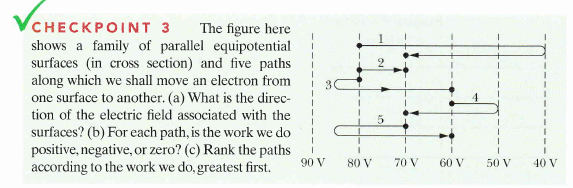 CHECKPOINT 3 The figure here
shows a family of parallel equipotential
surfaces (in cross section) and five paths
along which we shall move an electron from
one surface to another. (a) What is the direc-
tion of the electric field associated with the
surfaces? (b) For each path, is the work we do
positive, negative, or zero? (c) Rank the paths
according to the work we do, greatest first.
1
2
3
4
5
90 V 80 V 70 V 60 V 50 V 40 V